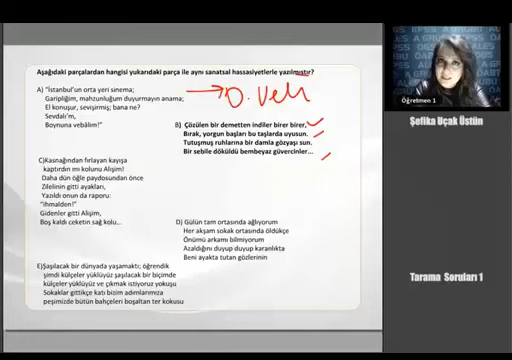 Aşağıdaki parçalardan hangisi yukarıdaki parça ile aynı sanatsal hassasiyetlerle yazılmıştır?
A) "İstanbul'un orta yeri sinema;
Garipliğim, mahzunluğum duyurmayın anama;
El konuşur, sevişirmiş; bana ne?
Sevdalı'm,
Boynuna vebâlim!"
O. Veli
B) Çözülen bir demetten indiler birer birer,
Bırak, yorgun başları bu taşlarda uyusun.
Tutuşmuş ruhlarına bir damla gözyaşı sun.
Bir sebile döküldü bembeyaz güvercinler...
C)Kasnağından fırlayan kayışa
kaptırdın mı kolunu Alişim!
Daha dün öğle paydosundan önce
Zilelinin gitti ayakları,
Yazıldı onun da raporu:
"ihmalden!"
Gidenler gitti Alişim,
Boş kaldı ceketin sağ kolu...
D) Gülün tam ortasında ağlıyorum
Her akşam sokak ortasında öldükçe
Önümü arkamı bilmiyorum
Azaldığını duyup duyup karanlıkta
Beni ayakta tutan gözlerinin
E)Şaşılacak bir dünyada yaşamaktı; öğrendik
şimdi külçeler yüklüyüz şaşılacak bir biçimde
külçeler yüklüyüz ve çıkmak istiyoruz yokuşu
Sokaklar gittikçe katı bizim adımlarımıza
peşimizde bütün bahçeleri boşaltan ter kokusu
Öğretmen 1
Şefika Uçak Üstün
Tarama Soruları 1